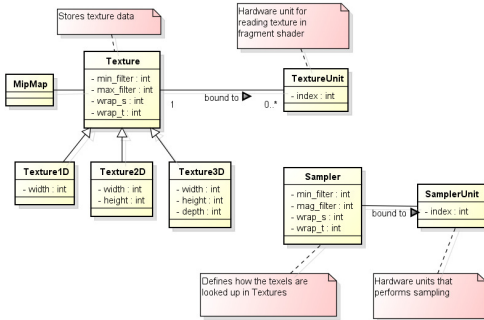 Stores texture data
Hardware unit for
reading texture in
fragment shader
Texture
- min_filter : int
- max_filter : int
- wrap_s : int
- wrap_t : int
MipMap
TextureUnit
- index : int
1
bound to
0..*
Texture1D
- width : int
Texture2D
- width : int
- height : int
Texture3D
- width : int
- height : int
- depth : int
Sampler
- min_filter : int
- mag_filter : int
- wrap_s : int
- wrap_t : int
bound to
SamplerUnit
- index : int
Defines how the texels are
looked up in Textures
Hardware units that
performs sampling